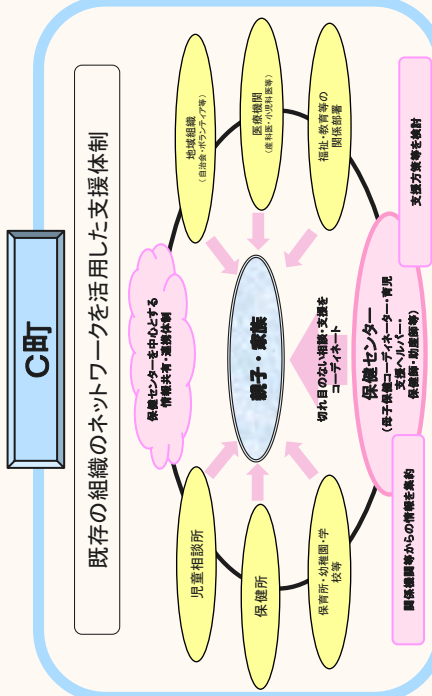 C町
既存の組織のネットワークを活用した支援体制
保健センターを中心とする
情報共有・連携体制
児童相談所
保健所
保育所・幼稚園・学
校等
地域組織
（自治会・ボランティア等）
医療機関
（産科医・小児科医等）
福祉・教育等の
関係部署
親子・家族
切れ目のない相談・支援を
コーディネート
保健センター
（母子保健コーディネーター・育児
支援ヘルパー・
保健師・助産師等）
関係機関等からの情報を集約
支援方策等を検討